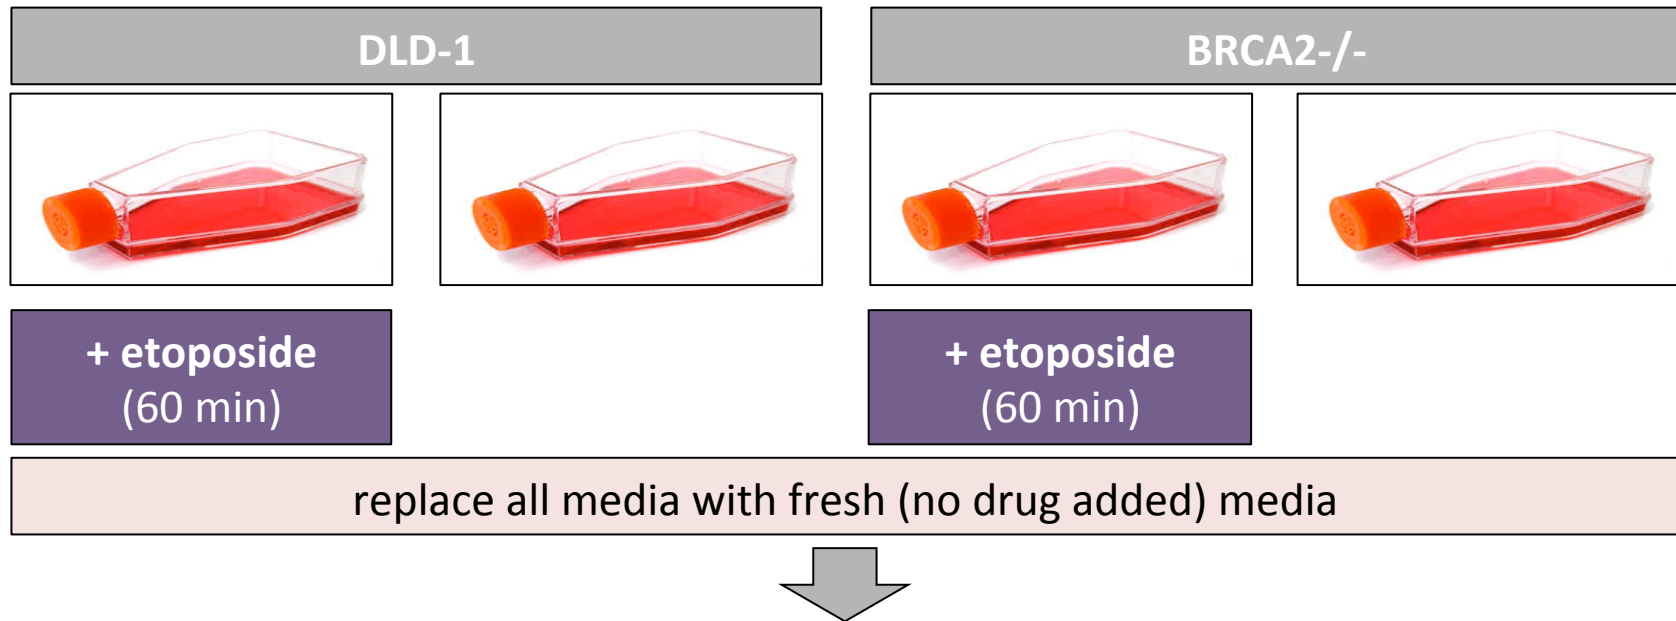 DLD-1
BRCA2-/-
+ etoposide
(60 min)
+ etoposide
(60 min)
replace all media with fresh (no drug added) media